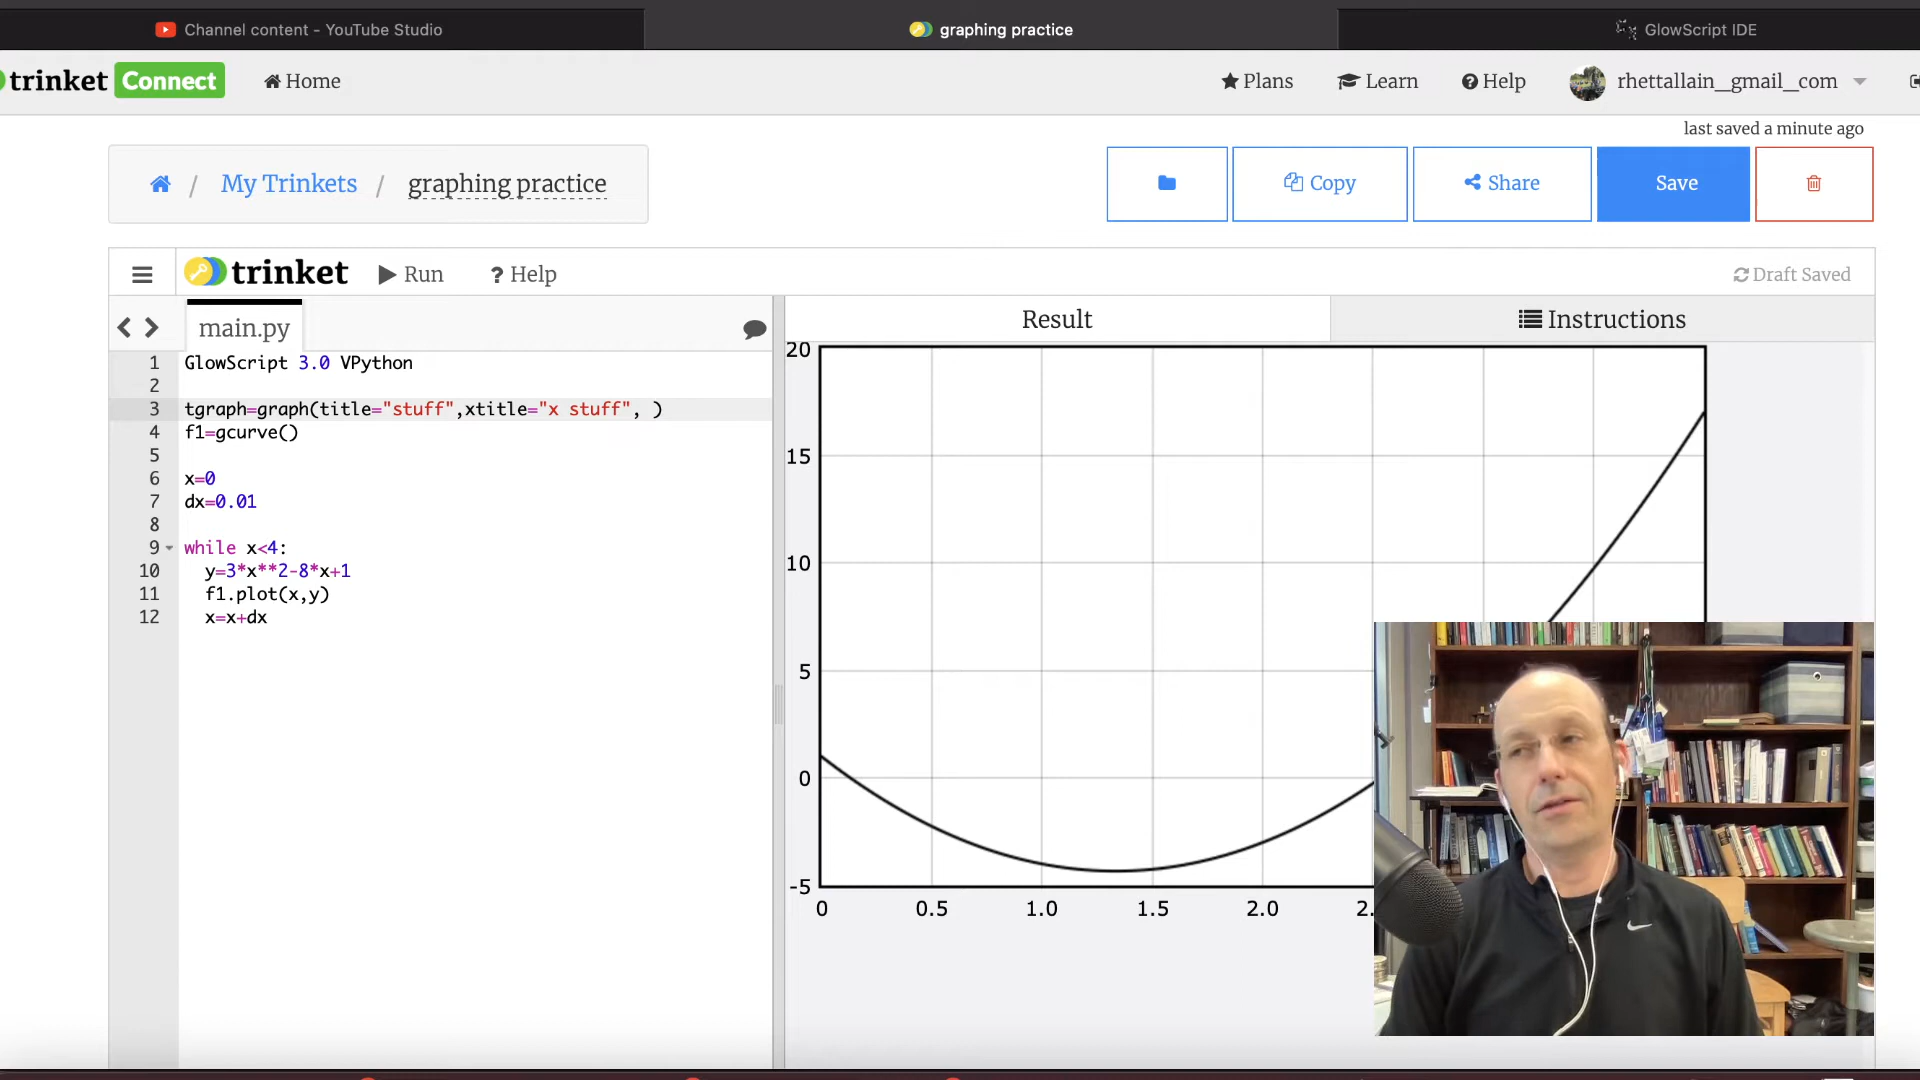 Channel content - YouTube Studio
graphing practice
GlowScript IDE
trinket Connect
Home
Plans
Learn
Help
rhettallain_gmail_com
last saved a minute ago
/ My Trinkets / graphing practice
Copy
Share
Save
trinket
Run
? Help
Draft Saved
main.py
Result
Instructions
1 GlowScript 3.0 VPython
2
3 tgraph=graph(title="stuff",xtitle="x stuff", )
4 f1=gcurve()
5
6 x=0
7 dx=0.01
8
9 while x<4:
10 y=3*x**2-8*x+1
11 f1.plot(x,y)
12 x=x+dx
20
15
10
5
0
-5
0 0.5 1.0 1.5 2.0 2.